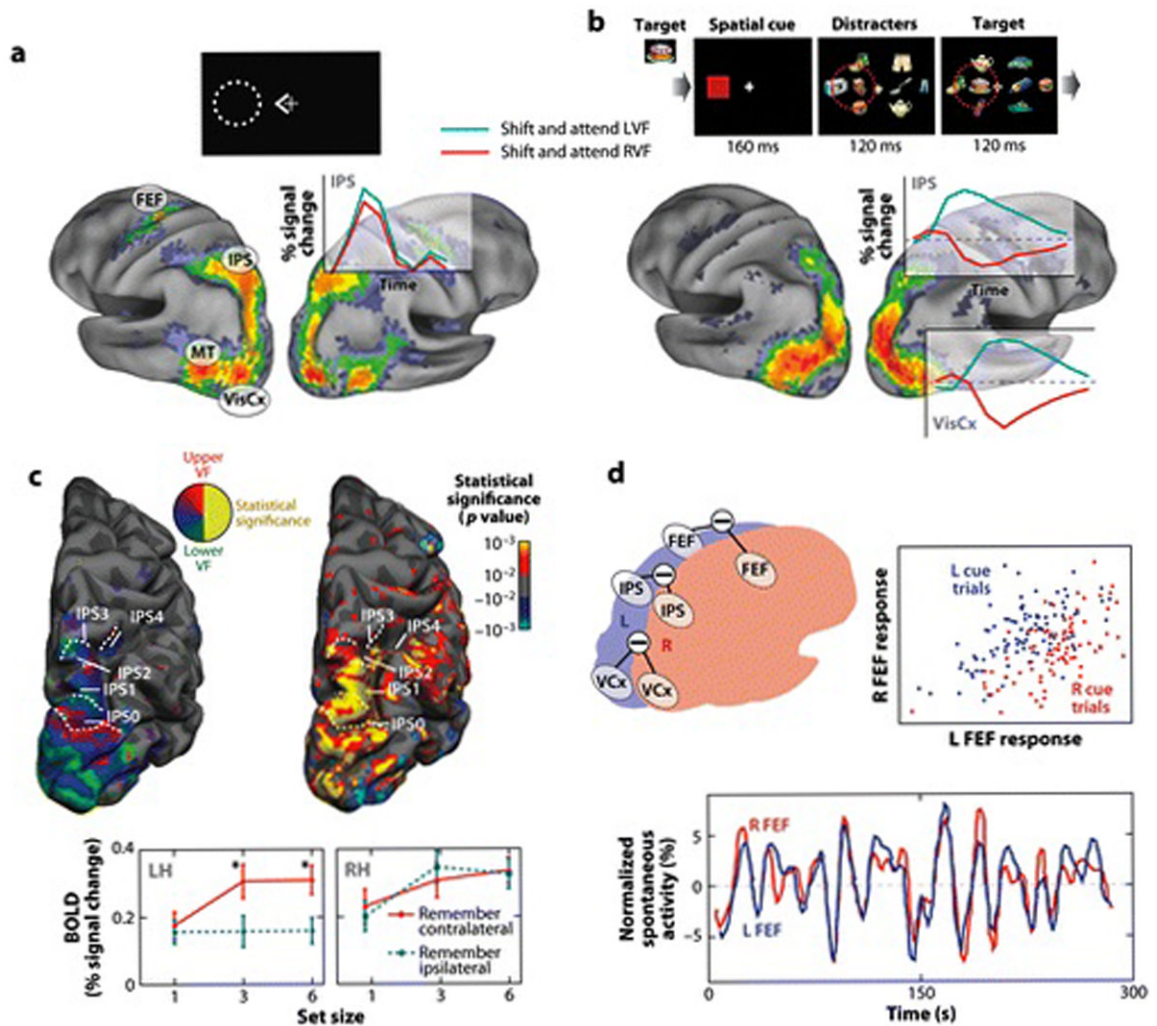 a
Shift and attend LVF
Shift and attend RVF
FEF
IPS
MT
VisCx
IPS
% signal change
Time
b
Target
Spatial cue
Distracters
Target
160 ms
120 ms
120 ms
IPS
% signal change
Time
VisCx
c
Upper
VF
Statistical
significance
Lower
VF
IPS3
IPS4
IPS2
IPS1
IPS0
IPS3
IPS4
IPS2
IPS1
IPS0
Statistical
significance
(p value)
10⁻³
10⁻²
−10⁻²
−10⁻³
BOLD
(% signal change)
0.4
0.2
0
LH
*
*
1
3
6
RH
Remember
contralateral
Remember
ipsilateral
1
3
6
Set size
d
FEF
−
FEF
IPS
−
IPS
L
R
−
VCx
VCx
R FEF response
L cue
trials
R cue
trials
L FEF response
Normalized
spontaneous
activity (%)
5
0
−5
R FEF
L FEF
0
150
300
Time (s)